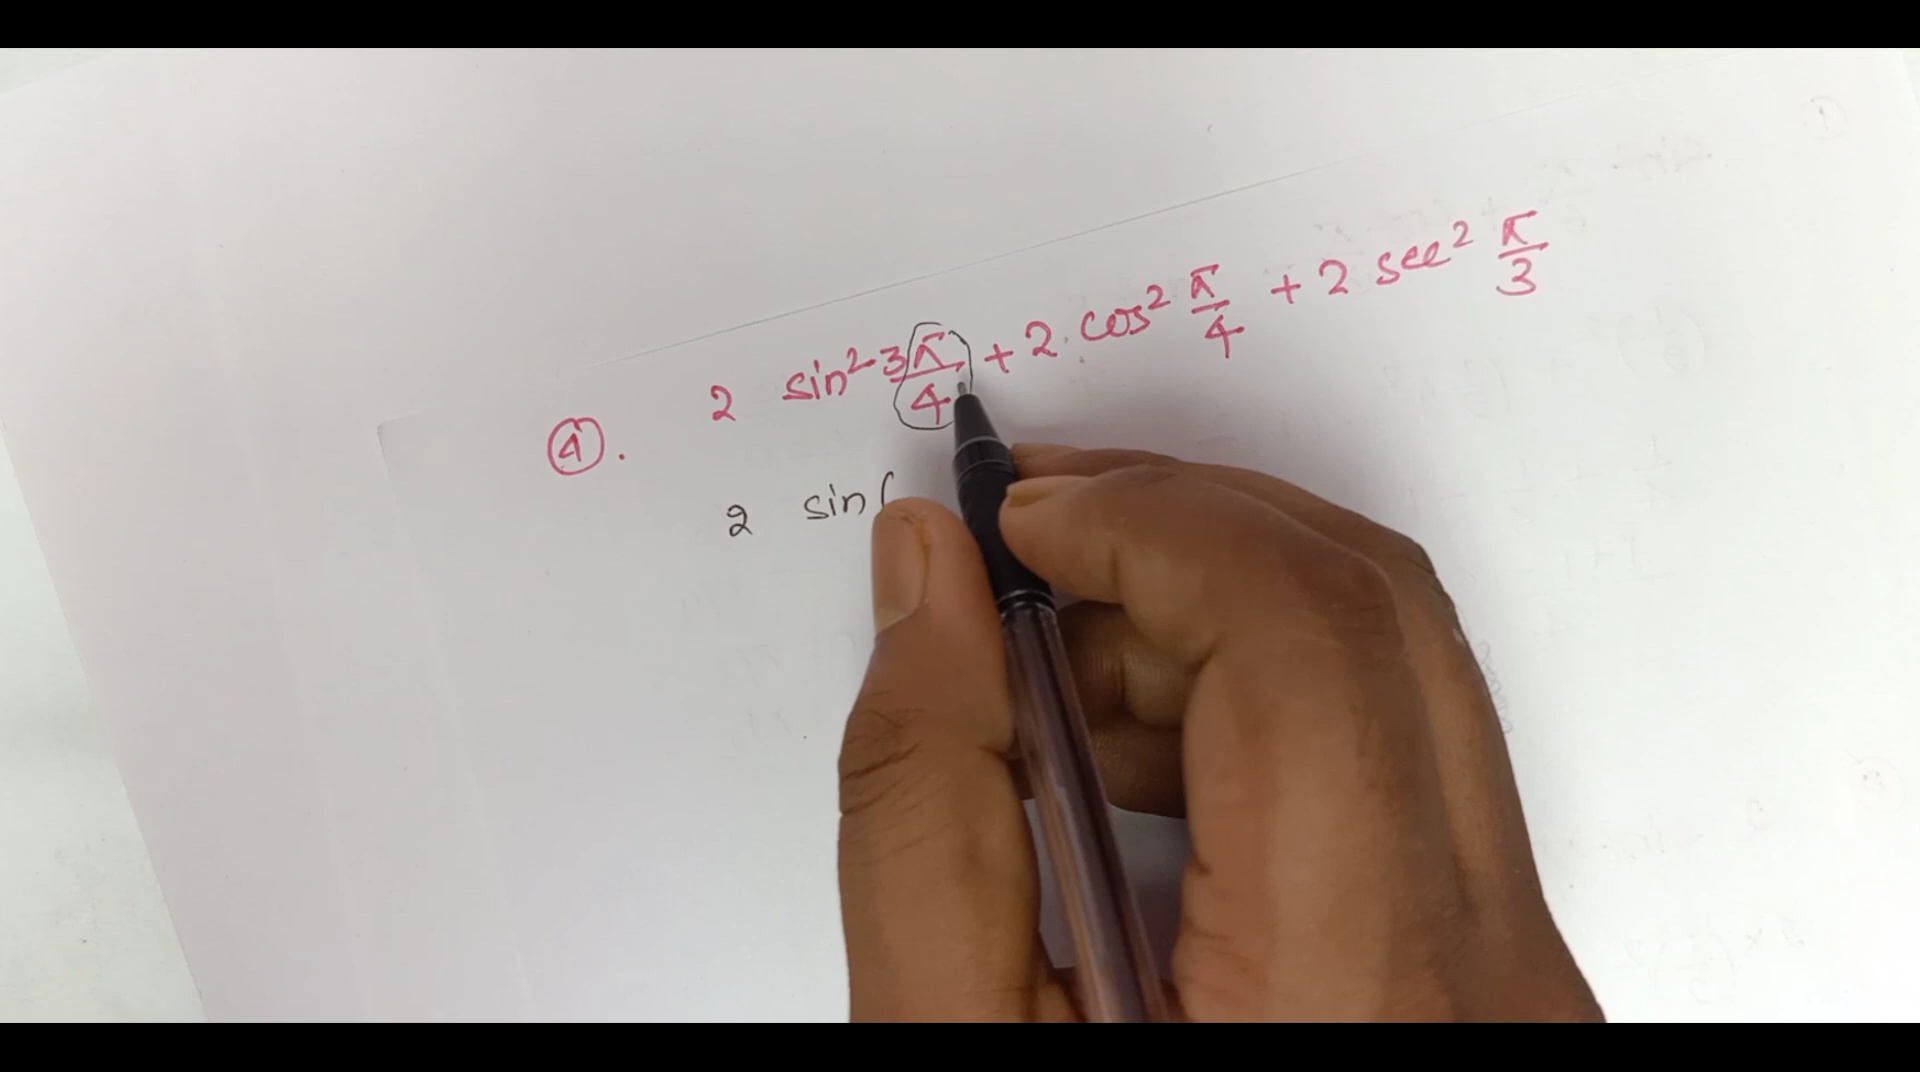 ④. 2 sin² 3π/4 + 2 . cos² π/4 + 2 sec² π/3
2 sin(